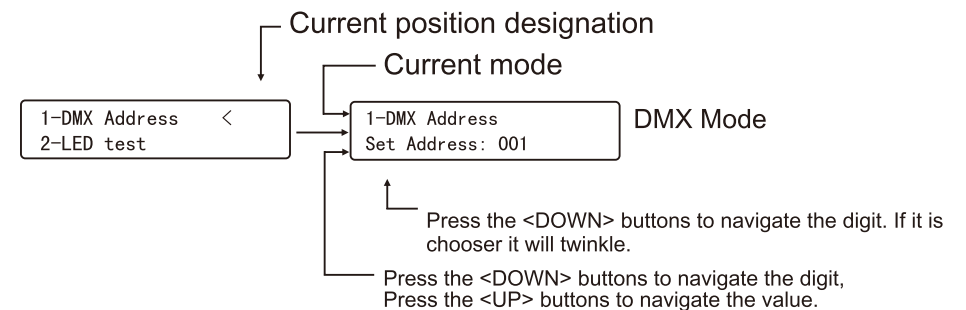 Current position designation
Current mode
1-DMX Address <
2-LED test
1-DMX Address
Set Address: 001
DMX Mode
Press the <DOWN> buttons to navigate the digit. If it is
chooser it will twinkle.
Press the <DOWN> buttons to navigate the digit,
Press the <UP> buttons to navigate the value.